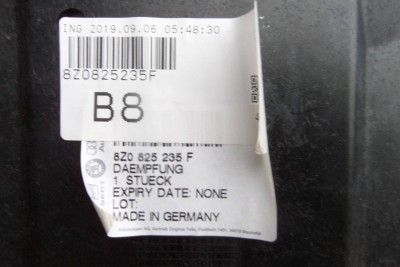 ING 2019.09.06 05:48:30
8Z0825235F
B8
8Z0 825 235 F
DAEMPFUNG
1 STUECK
EXPIRY DATE: NONE
LOT:
MADE IN GERMANY